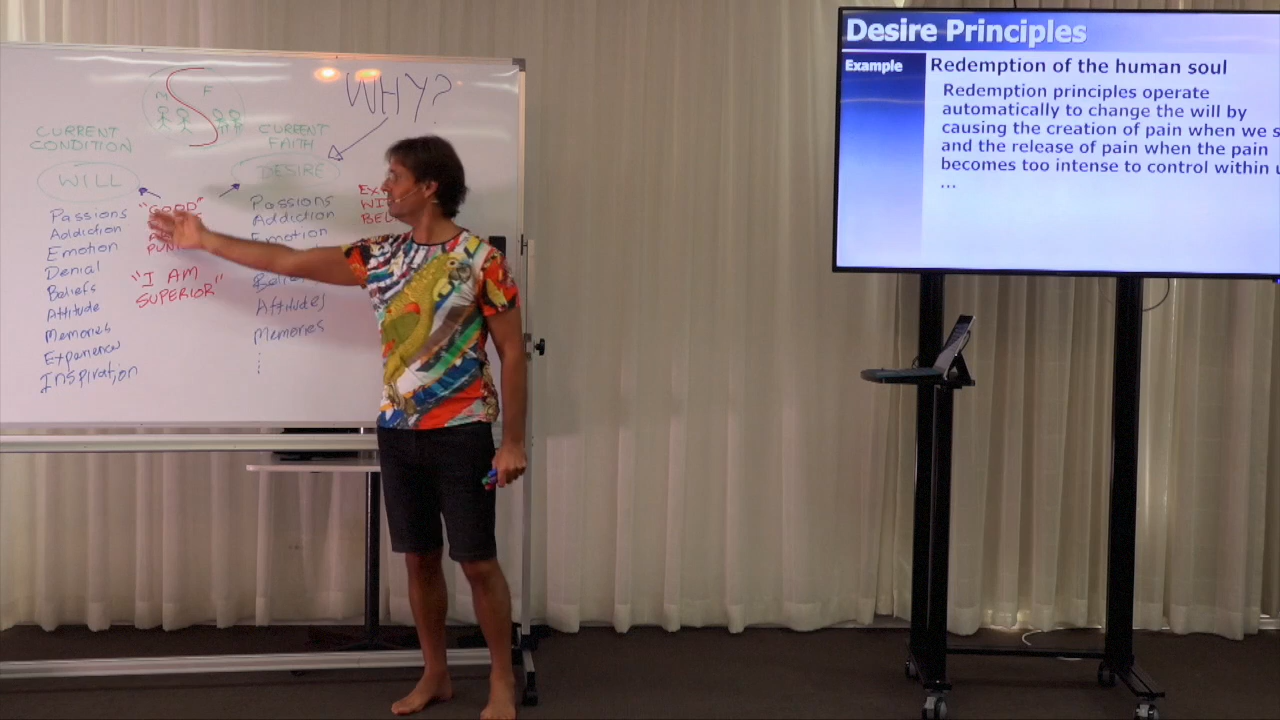 M
F
WHY?
CURRENT
CONDITION
CURRENT
FAITH
WILL
DESIRE
Passions
Addiction
Emotion
Denial
Beliefs
Attitude
Memories
Experience
Inspiration
"GOOD"
"I AM
SUPERIOR"
Passions
Addiction
Emotion
Attitudes
Memories
Desire Principles
Example
Redemption of the human soul
Redemption principles operate
automatically to change the will by
causing the creation of pain when we s
and the release of pain when the pain
becomes too intense to control within
...